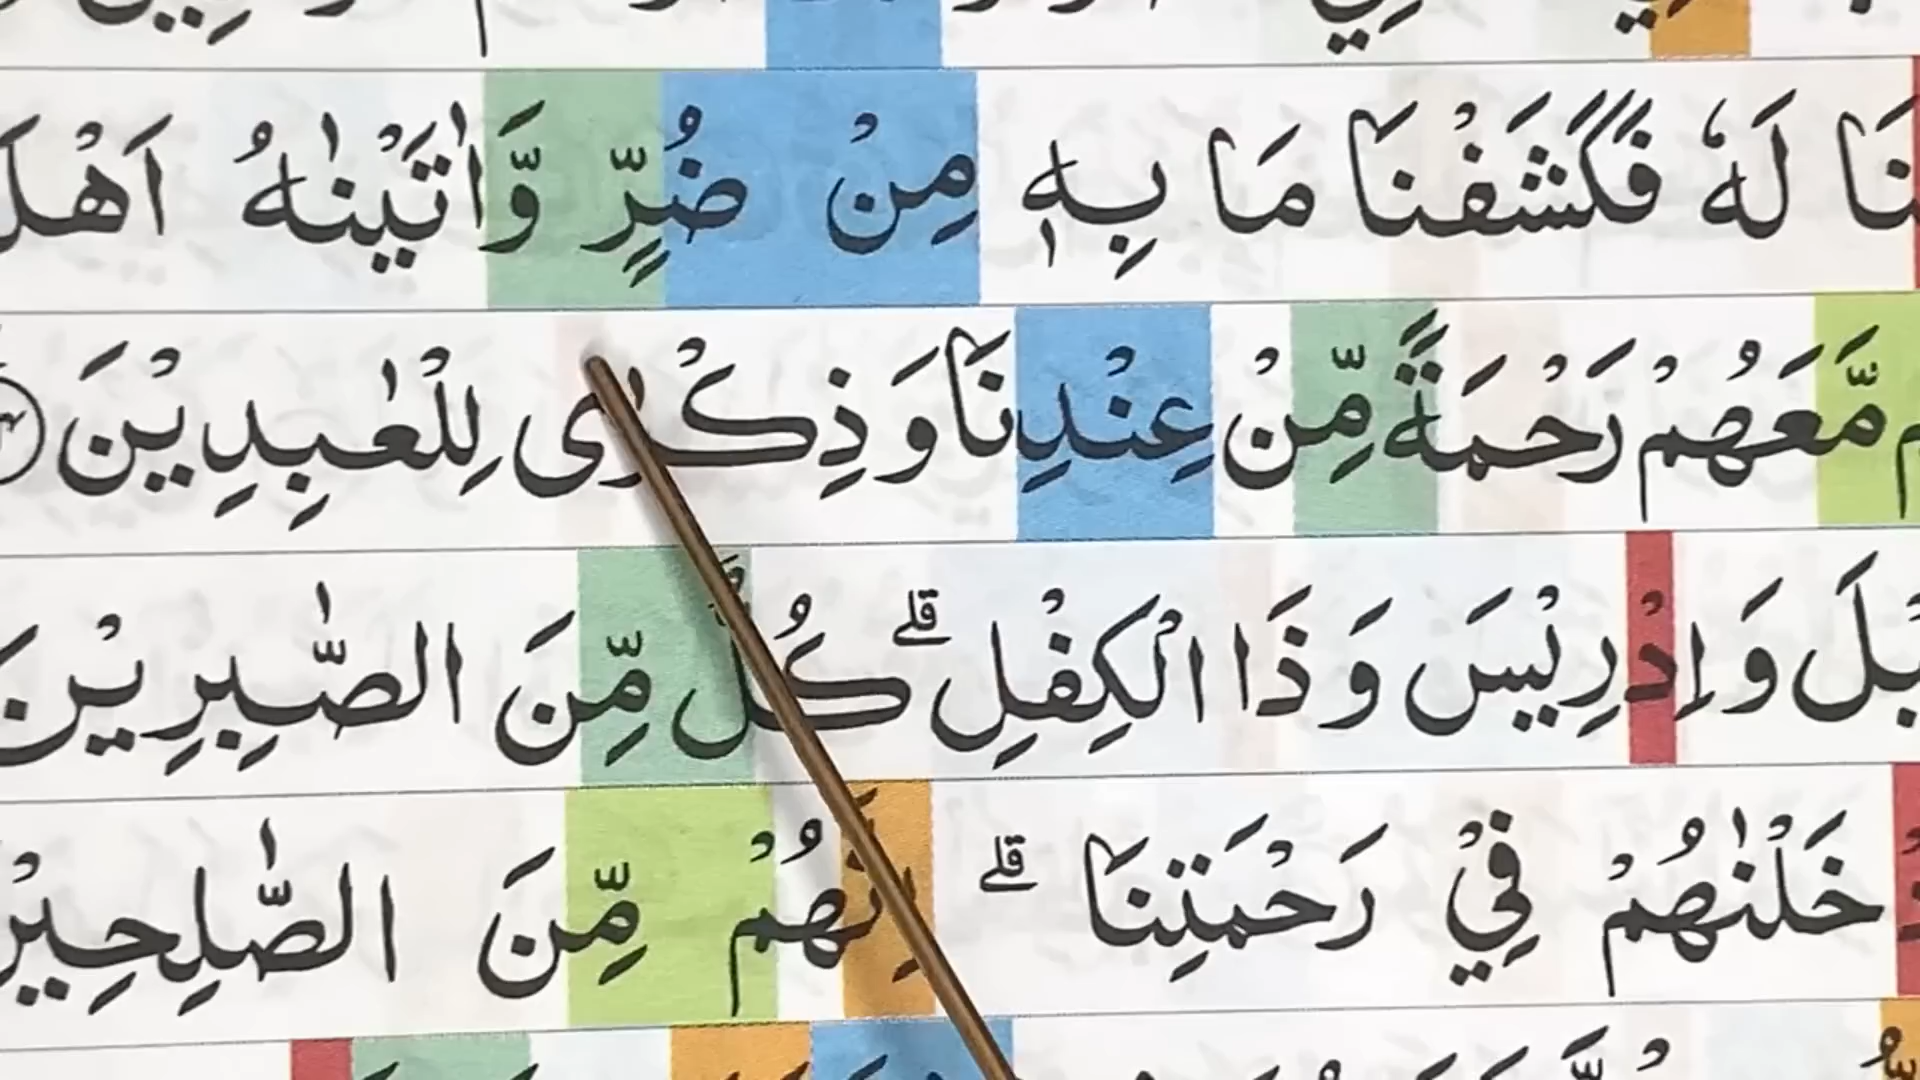 نَا لَهٗ فَكَشَفْنَا مَا بِهٖ مِنْ ضُرٍّ وَّاٰتَيْنٰهُ اَهْلَ
مَّعَهُمْ رَحْمَةً مِّنْ عِنْدِنَا وَذِكْرٰى لِلْعٰبِدِيْنَ
وَ اِدْرِيْسَ وَ ذَا الْكِفْلِ ۗ كُلٌّ مِّنَ الصّٰبِرِيْنَ
خَلْنٰهُمْ فِيْ رَحْمَتِنَا ۗ اِنَّهُمْ مِّنَ الصّٰلِحِيْنَ